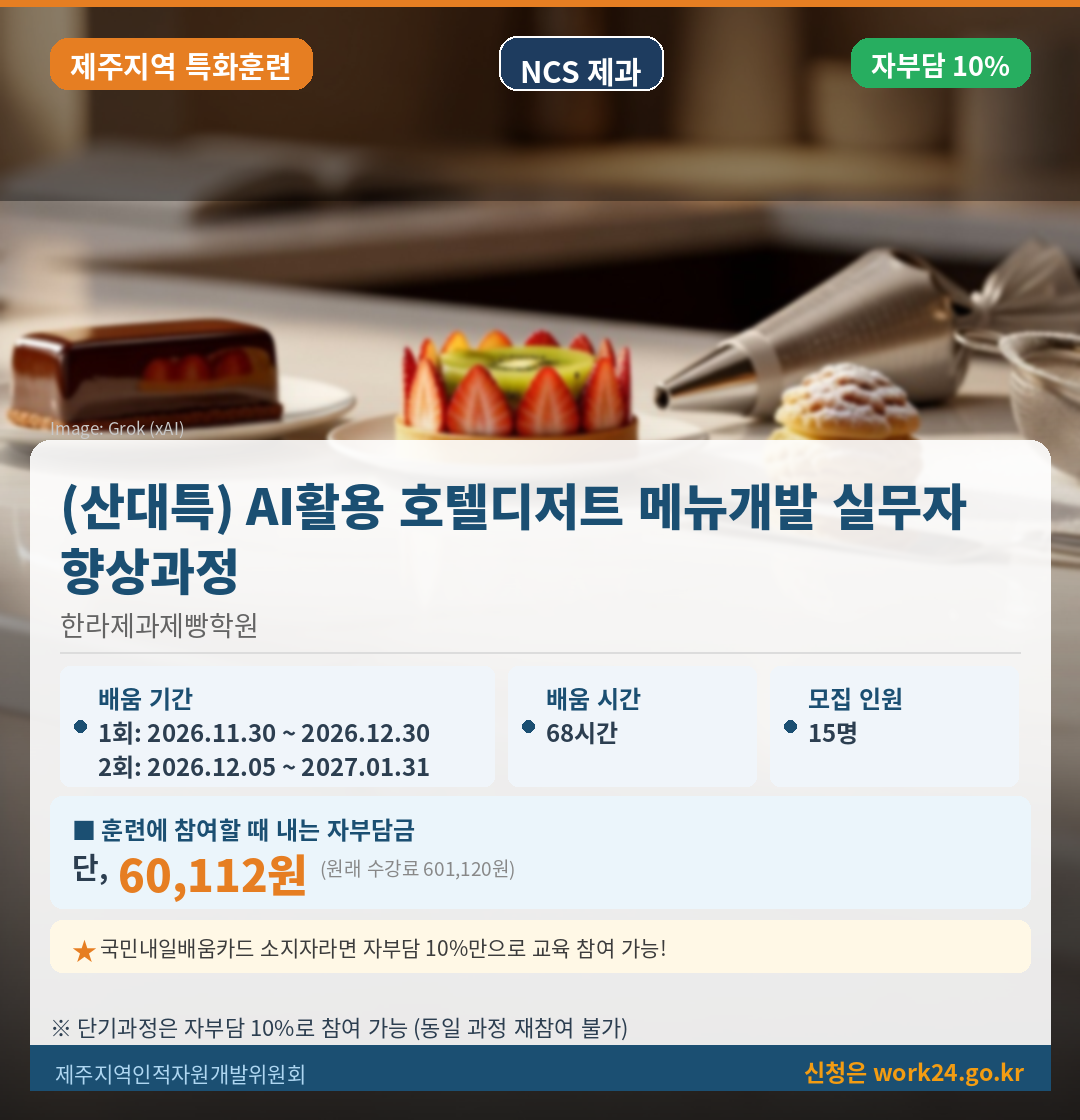 제주지역 특화훈련
NCS 제과
자부담 10%
Image: Grok (xAI)
(산대특) AI활용 호텔디저트 메뉴개발 실무자
향상과정
한라제과제빵학원
배움 기간
1회: 2026.11.30 ~ 2026.12.30
2회: 2026.12.05 ~ 2027.01.31
배움 시간
68시간
모집 인원
15명
■ 훈련에 참여할 때 내는 자부담금
단, 60,112원 (원래 수강료 601,120원)
★ 국민내일배움카드 소지자라면 자부담 10%만으로 교육 참여 가능!
※ 단기과정은 자부담 10%로 참여 가능 (동일 과정 재참여 불가)
제주지역인적자원개발위원회
신청은 work24.go.kr